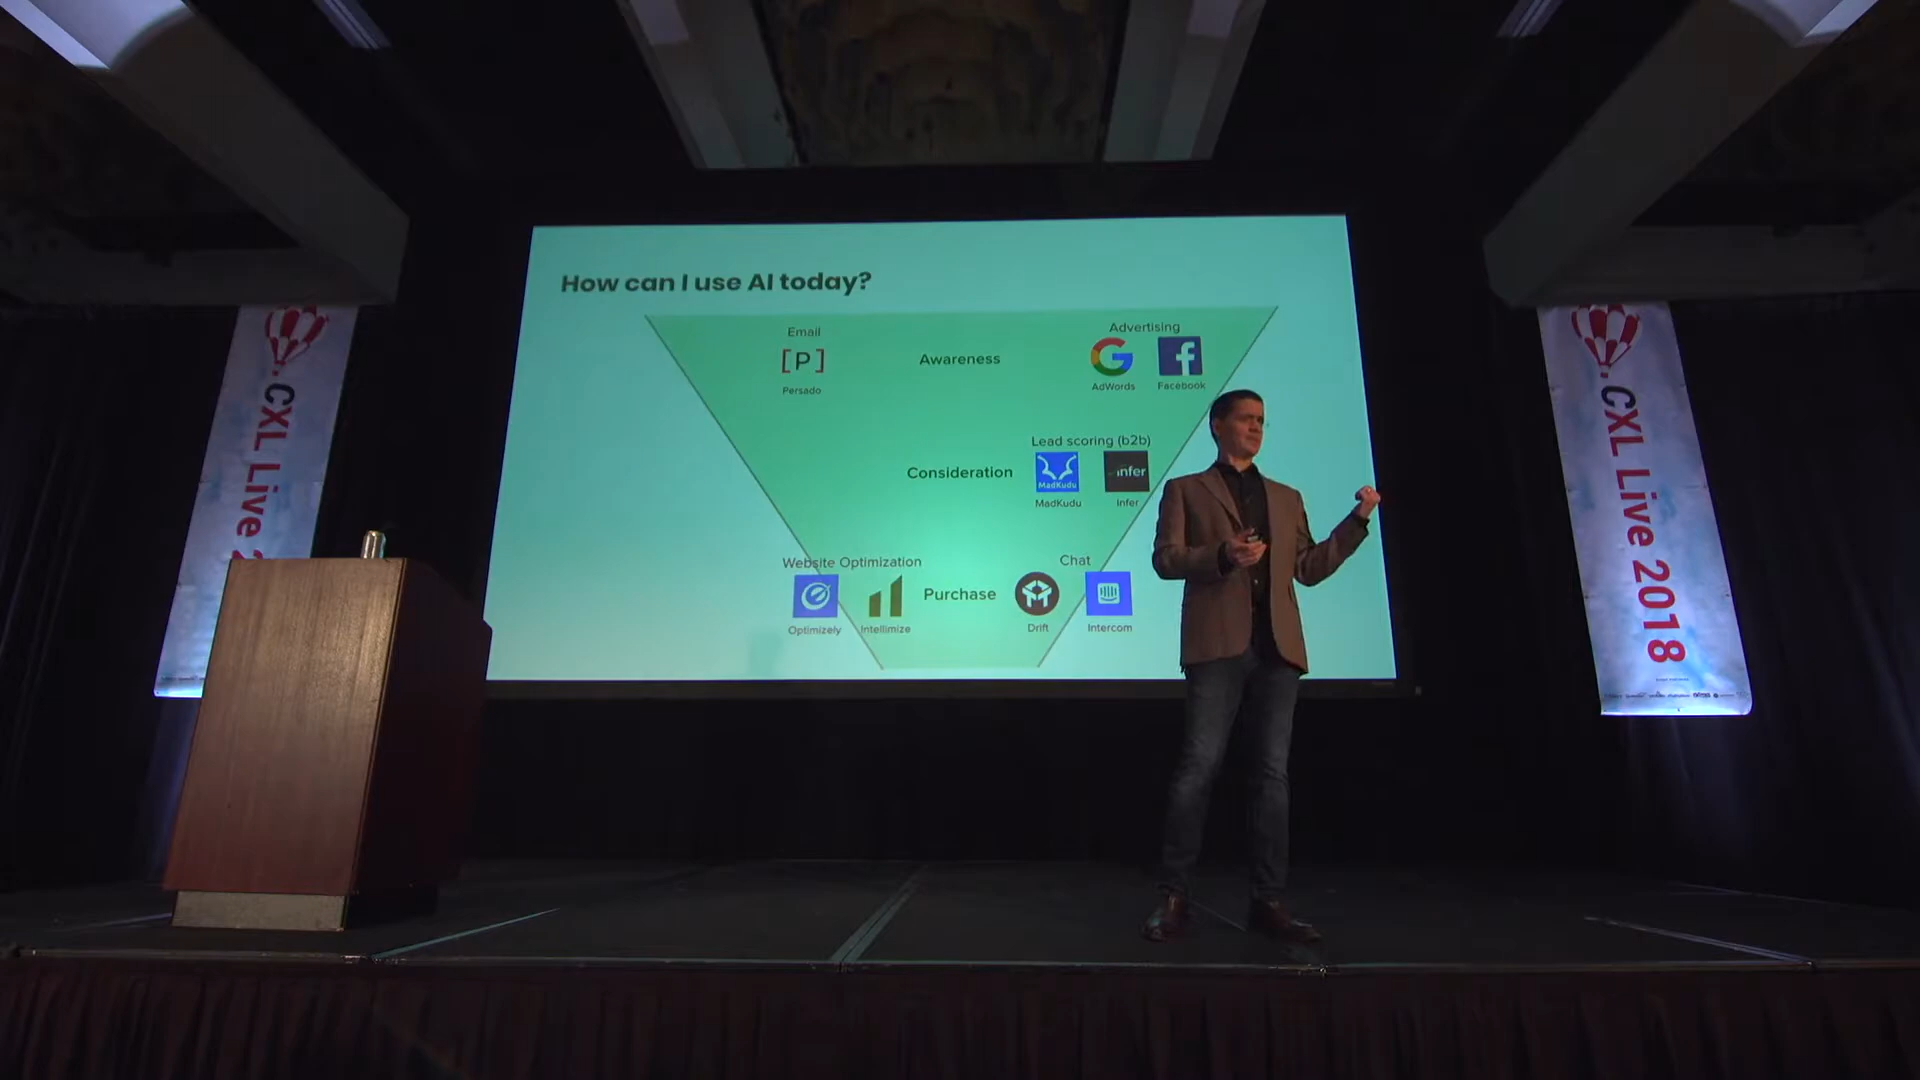 How can I use AI today?
Email
Advertising
[P]
Awareness
Persado
AdWords
Facebook
Lead scoring (b2b)
Consideration
MadKudu
infer
MadKudu
Infer
Website Optimization
Chat
Purchase
Optimizely
Intellimize
Drift
Intercom
CXL Live 2
CXL Live 2018